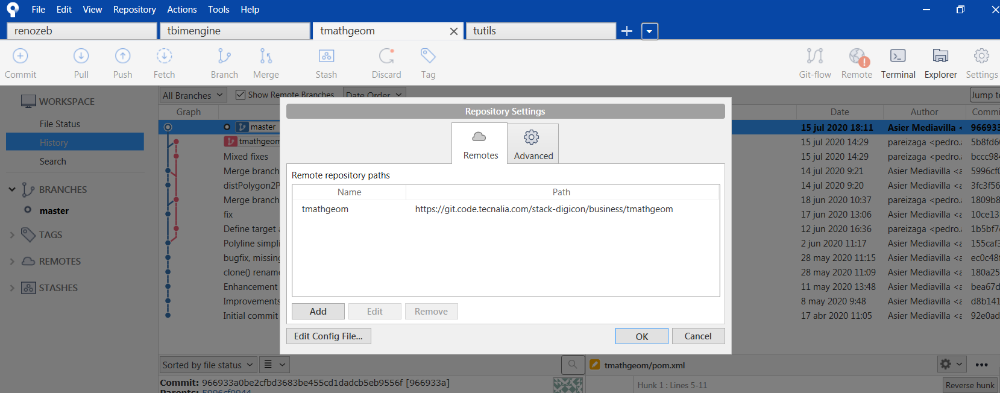 File Edit View Repository Actions Tools Help
renozeb tbimengine tmathgeom tutils
Commit Pull Push Fetch Branch Merge Stash Discard Tag Git-flow Remote Terminal Explorer Settings
WORKSPACE
File Status
History
Search
BRANCHES
master
TAGS
REMOTES
STASHES
All Branches Show Remote Branches Date Order Jump to
Graph Date Author Commi
master 15 jul 2020 18:11 Asier Mediavilla <a 966933
tmathgeom 15 jul 2020 14:29 pareizaga <pedro.a 5b8fd6
Mixed fixes 15 jul 2020 14:29 pareizaga <pedro.a bccc984
Merge branch 14 jul 2020 9:21 Asier Mediavilla <a 5996cf0
distPolygon2P 14 jul 2020 9:20 Asier Mediavilla <a 3fc3f56
Merge branch 18 jun 2020 10:37 pareizaga <pedro.a 1809b8
fix 17 jun 2020 13:06 Asier Mediavilla <a 10ce13
Define target a 12 jun 2020 16:36 pareizaga <pedro.a 1b5bf7
Polyline simpli 2 jun 2020 11:17 Asier Mediavilla <a 155caf3
bugfix, missing 28 may 2020 11:15 Asier Mediavilla <a ec0c48f
clone() rename 28 may 2020 11:09 Asier Mediavilla <a 180a25
Enhancement 11 may 2020 13:48 Asier Mediavilla <a bea67d
Improvements 8 may 2020 9:48 Asier Mediavilla <a d8b141
Initial commit 17 abr 2020 11:05 Asier Mediavilla <a 92e0ad
Repository Settings
Remotes Advanced
Remote repository paths
Name Path
tmathgeom https://git.code.tecnalia.com/stack-digicon/business/tmathgeom
Add Edit Remove
Edit Config File... OK Cancel
Sorted by file status tmathgeom/pom.xml
Commit: 966933a0be2cfbd3683be455cd1dadcb5eb9556f [966933a]
Hunk 1 : Lines 5-11 Reverse hunk
Parents: 5996cf0944